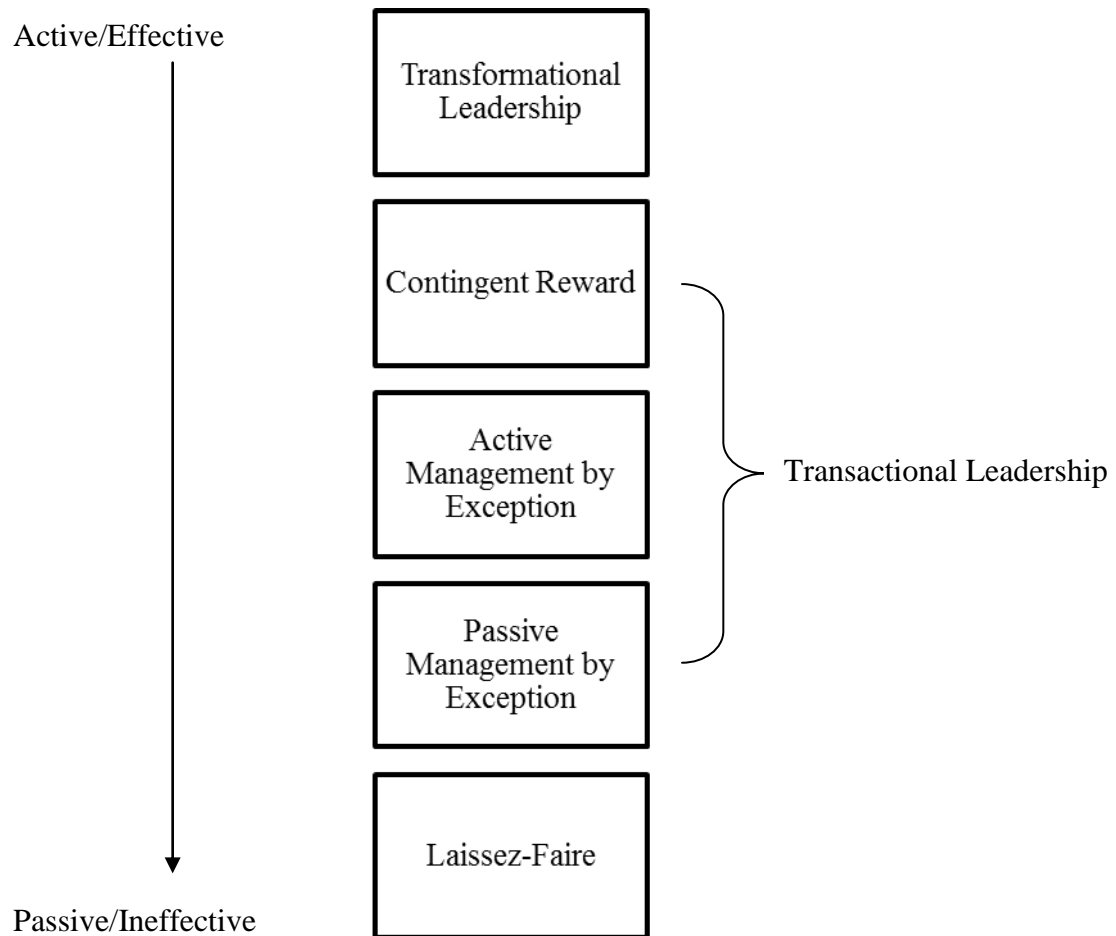 Active/Effective
Transformational
Leadership
Contingent Reward
Active
Management by
Exception
Transactional Leadership
Passive
Management by
Exception
Laissez-Faire
Passive/Ineffective